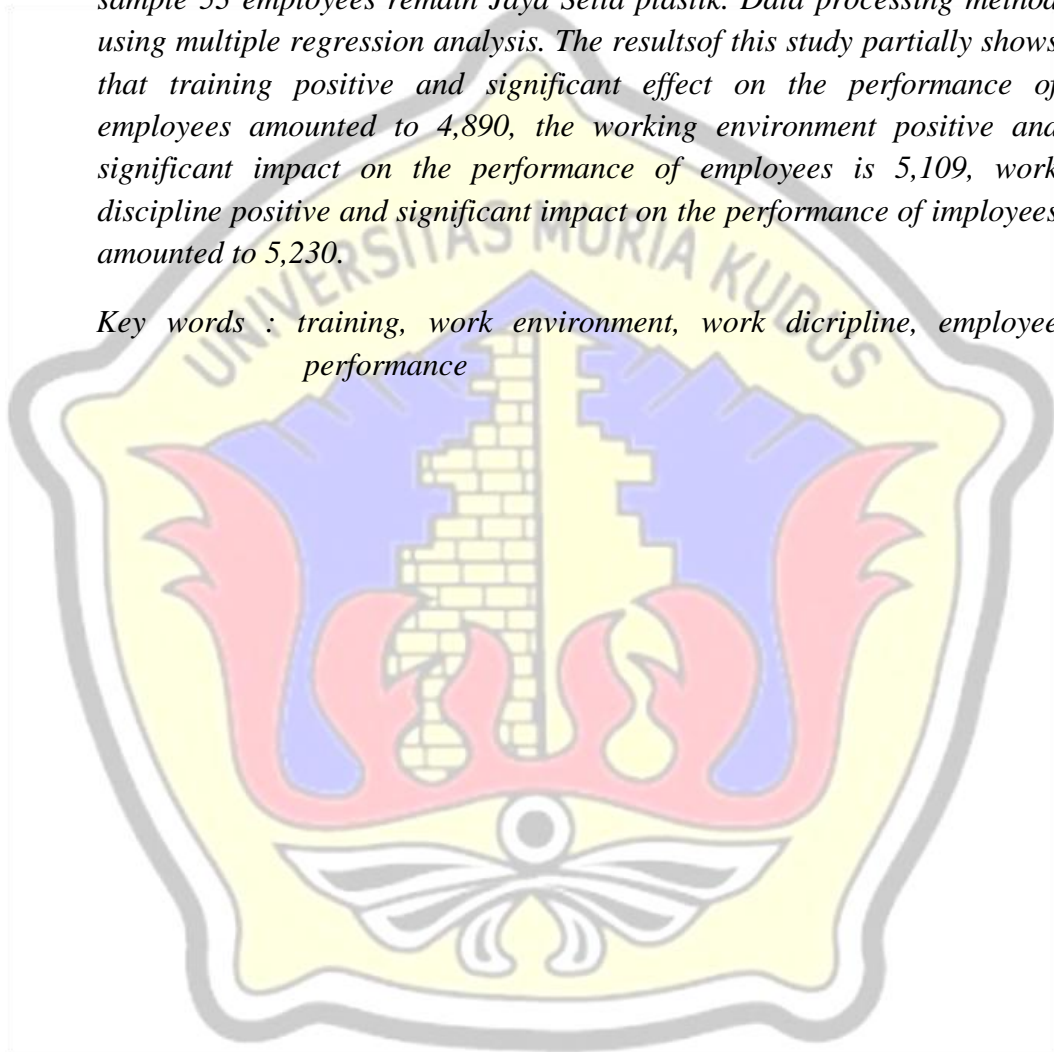 sample 55 employees remain Jaya Setia plastik. Data processing method
using multiple regression analysis. The resultsof this study partially shows
that training positive and significant effect on the performance of
employees amounted to 4,890, the working environment positive and
significant impact on the performance of employees is 5,109, work
discipline positive and significant impact on the performance of imployees
amounted to 5,230.
Key words : training, work environment, work dicripline, employee
performance
UNIVERSITAS MURIA KUDUS